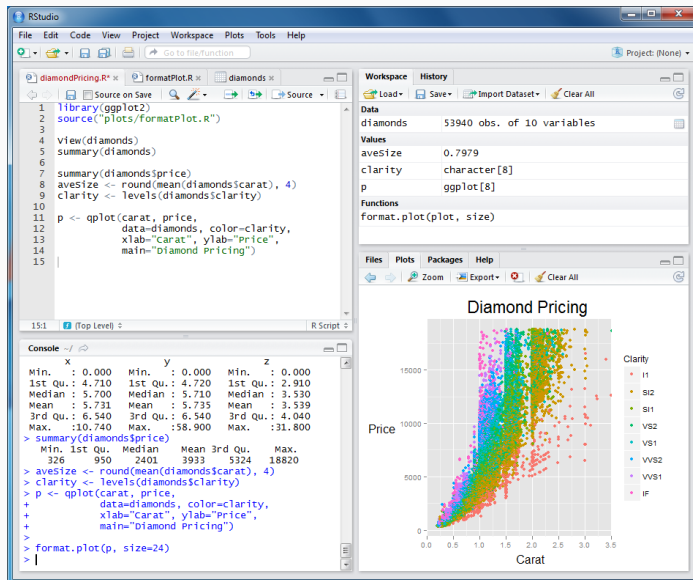 RStudio
File Edit Code View Project Workspace Plots Tools Help
Go to file/function
Project: (None)
diamondPricing.R* × formatPlot.R × diamonds ×
Source on Save Source
1 library(ggplot2)
2 source("plots/formatPlot.R")
3
4 View(diamonds)
5 summary(diamonds)
6
7 summary(diamonds$price)
8 aveSize <- round(mean(diamonds$carat), 4)
9 clarity <- levels(diamonds$clarity)
10
11 p <- qplot(carat, price,
12 data=diamonds, color=clarity,
13 xlab="Carat", ylab="Price",
14 main="Diamond Pricing")
15
15:1 (Top Level) R Script
Console ~/
x y z
Min. : 0.000 Min. : 0.000 Min. : 0.000
1st Qu.: 4.710 1st Qu.: 4.720 1st Qu.: 2.910
Median : 5.700 Median : 5.710 Median : 3.530
Mean : 5.731 Mean : 5.735 Mean : 3.539
3rd Qu.: 6.540 3rd Qu.: 6.540 3rd Qu.: 4.040
Max. :10.740 Max. :58.900 Max. :31.800
> summary(diamonds$price)
Min. 1st Qu. Median Mean 3rd Qu. Max.
326 950 2401 3933 5324 18820
> aveSize <- round(mean(diamonds$carat), 4)
> clarity <- levels(diamonds$clarity)
> p <- qplot(carat, price,
+ data=diamonds, color=clarity,
+ xlab="Carat", ylab="Price",
+ main="Diamond Pricing")
>
> format.plot(p, size=24)
>
Workspace History
Load Save Import Dataset Clear All
Data
diamonds 53940 obs. of 10 variables
Values
aveSize 0.7979
clarity character[8]
p ggplot[8]
Functions
format.plot(plot, size)
Files Plots Packages Help
Zoom Export Clear All
Diamond Pricing
Price
15000
10000
5000
0
0.0 0.5 1.0 1.5 2.0 2.5 3.0 3.5
Carat
Clarity
I1
SI2
SI1
VS2
VS1
VVS2
VVS1
IF